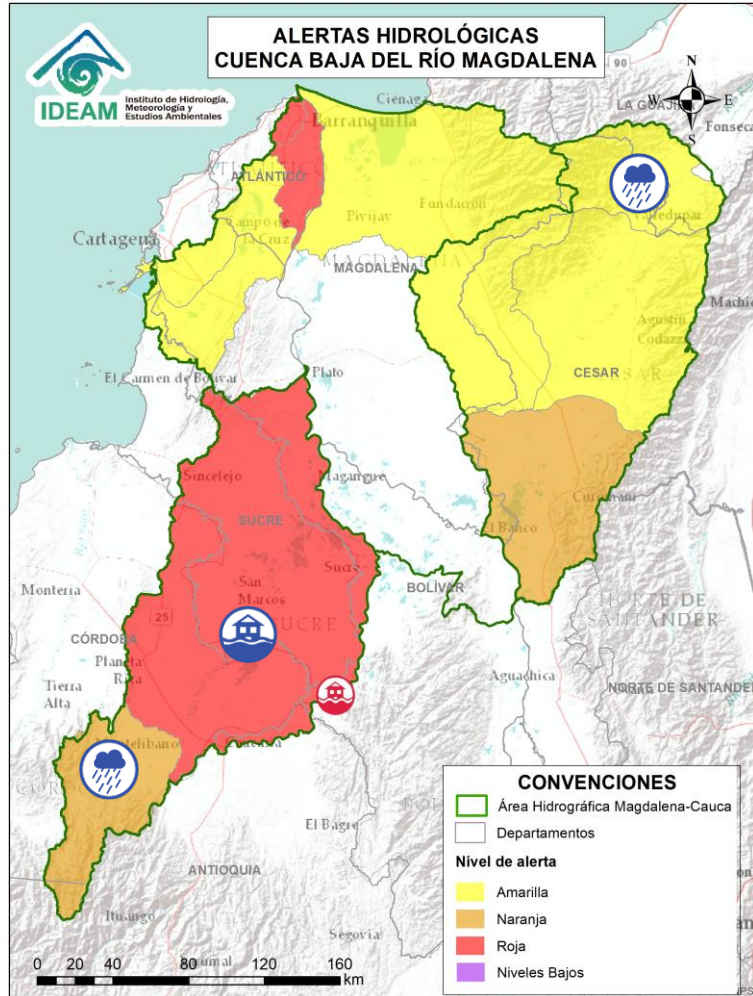 ALERTAS HIDROLÓGICAS
CUENCA BAJA DEL RÍO MAGDALENA
IDEAM
Instituto de Hidrología,
Meteorología y
Estudios Ambientales
90
N
W
E
S
LA GUAJIRA
Ciénaga
Barranquilla
Fonseca
ATLÁNTICO
Valledupar
Fundación
Pivijay
Campo de
la Cruz
Cartagena
MAGDALENA
MAGDALENA
Agustín
Codazzi
El Carmen de Bolívar
Plato
CESAR
Sincelejo
Magangue
SUCRE
El Banco
Sucre
San
Marcos
BOLÍVAR
SUCRE
Montería
25
CÓRDOBA
NORTE DE
SANTANDER
Planeta
Rica
Tierra
Alta
Aguachica
NORTE DE SANTANDER
Montelibano
El Bagre
ANTIOQUIA
Ituango
Segovia
0 20 40 80 120 160
km
CONVENCIONES
Área Hidrográfica Magdalena-Cauca
Departamentos
Nivel de alerta
Amarilla
Naranja
Roja
Niveles Bajos